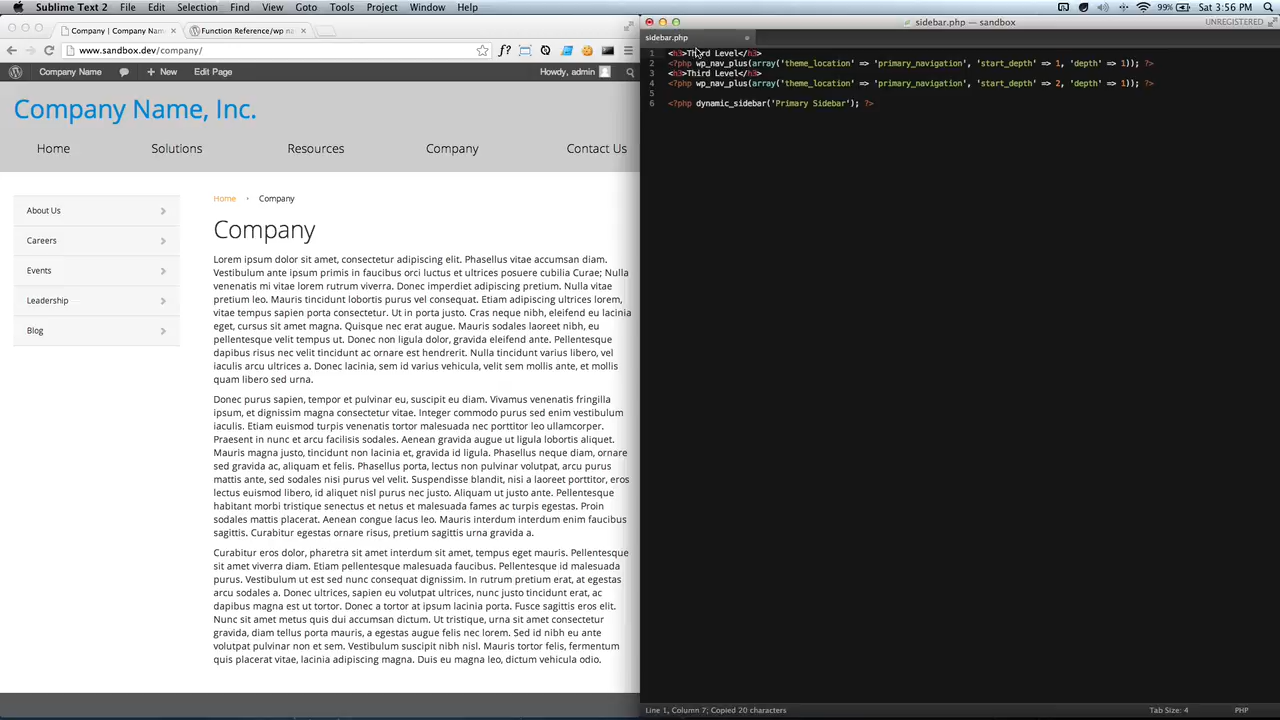 Sublime Text 2 File Edit Selection Find View Goto Tools Project Window Help
99% Sat 3:56 PM
Company | Company Nam
Function Reference/wp na
www.sandbox.dev/company/
f?
Company Name + New Edit Page Howdy, admin
Company Name, Inc.
Home Solutions Resources Company Contact Us
About Us
Careers
Events
Leadership
Blog
Home Company
Company
Lorem ipsum dolor sit amet, consectetur adipiscing elit. Phasellus vitae accumsan diam.
Vestibulum ante ipsum primis in faucibus orci luctus et ultrices posuere cubilia Curae; Nulla
venenatis mi vitae lorem rutrum viverra. Donec imperdiet adipiscing pretium. Nulla vitae
pretium leo. Mauris tincidunt lobortis purus vel consequat. Etiam adipiscing ultrices lorem,
vitae tempus sapien porta consectetur. Ut in porta justo. Cras neque nibh, eleifend eu lacinia
eget, cursus sit amet magna. Quisque nec erat augue. Mauris sodales laoreet nibh, eu
pellentesque velit tempus ut. Donec non ligula dolor, gravida eleifend ante. Pellentesque
dapibus risus nec velit tincidunt ac ornare est hendrerit. Nulla tincidunt varius libero, vel
iaculis arcu ultrices a. Donec lacinia, sem id varius vehicula, velit sem mollis ante, et mollis
quam libero sed urna.
Donec purus sapien, tempor et pulvinar eu, suscipit eu diam. Vivamus venenatis fringilla
ipsum, et dignissim magna consectetur vitae. Integer commodo purus sed enim vestibulum
iaculis. Etiam euismod turpis venenatis tortor malesuada nec porttitor leo ullamcorper.
Praesent in nunc et arcu facilisis sodales. Aenean gravida augue ut ligula lobortis aliquet.
Mauris magna justo, tincidunt non lacinia et, gravida id ligula. Phasellus neque diam, ornare
sed gravida ac, aliquam et felis. Phasellus porta, lectus non pulvinar volutpat, arcu purus
mattis ante, sed sodales nisi purus vel elit. Suspendisse blandit, nisi a laoreet porttitor, eros
lectus euismod libero, id aliquet nisl purus nec justo. Aliquam ut justo ante. Pellentesque
habitant morbi tristique senectus et netus et malesuada fames ac turpis egestas. Proin
sodales mattis placerat. Aenean congue lacus leo. Mauris interdum interdum enim faucibus
sagittis. Curabitur egestas ornare risus, pretium sagittis urna gravida a.
Curabitur eros dolor, pharetra sit amet interdum sit amet, tempus eget mauris. Pellentesque
sit amet viverra diam. Etiam pellentesque malesuada faucibus. Pellentesque id malesuada
purus. Vestibulum ut est sed nunc consequat dignissim. In rutrum pretium erat, at egestas
arcu sodales a. Donec ultrices, sapien eu volutpat ultrices, nunc justo tincidunt erat, ac
dapibus magna est ut tortor. Donec a tortor at ipsum lacinia porta. Fusce sagittis eros elit.
Nunc sit amet metus quis dui accumsan dictum. Ut tristique, urna sit amet consectetur
gravida, diam tellus porta mauris, a egestas augue felis nec lorem. Sed id nibh eu ante
volutpat pulvinar non et sem. Vestibulum suscipit nibh nisl. Mauris tortor felis, fermentum
quis placerat vitae, lacinia adipiscing magna. Duis eu magna leo, dictum vehicula odio.
sidebar.php — sandbox UNREGISTERED
sidebar.php
1 <h3>Third Level</h3>
2 <?php wp_nav_plus(array('theme_location' => 'primary_navigation', 'start_depth' => 1, 'depth' => 1)); ?>
3 <h3>Third Level</h3>
4 <?php wp_nav_plus(array('theme_location' => 'primary_navigation', 'start_depth' => 2, 'depth' => 1)); ?>
5
6 <?php dynamic_sidebar('Primary Sidebar'); ?>
Line 1, Column 7; Copied 20 characters Tab Size: 4 PHP